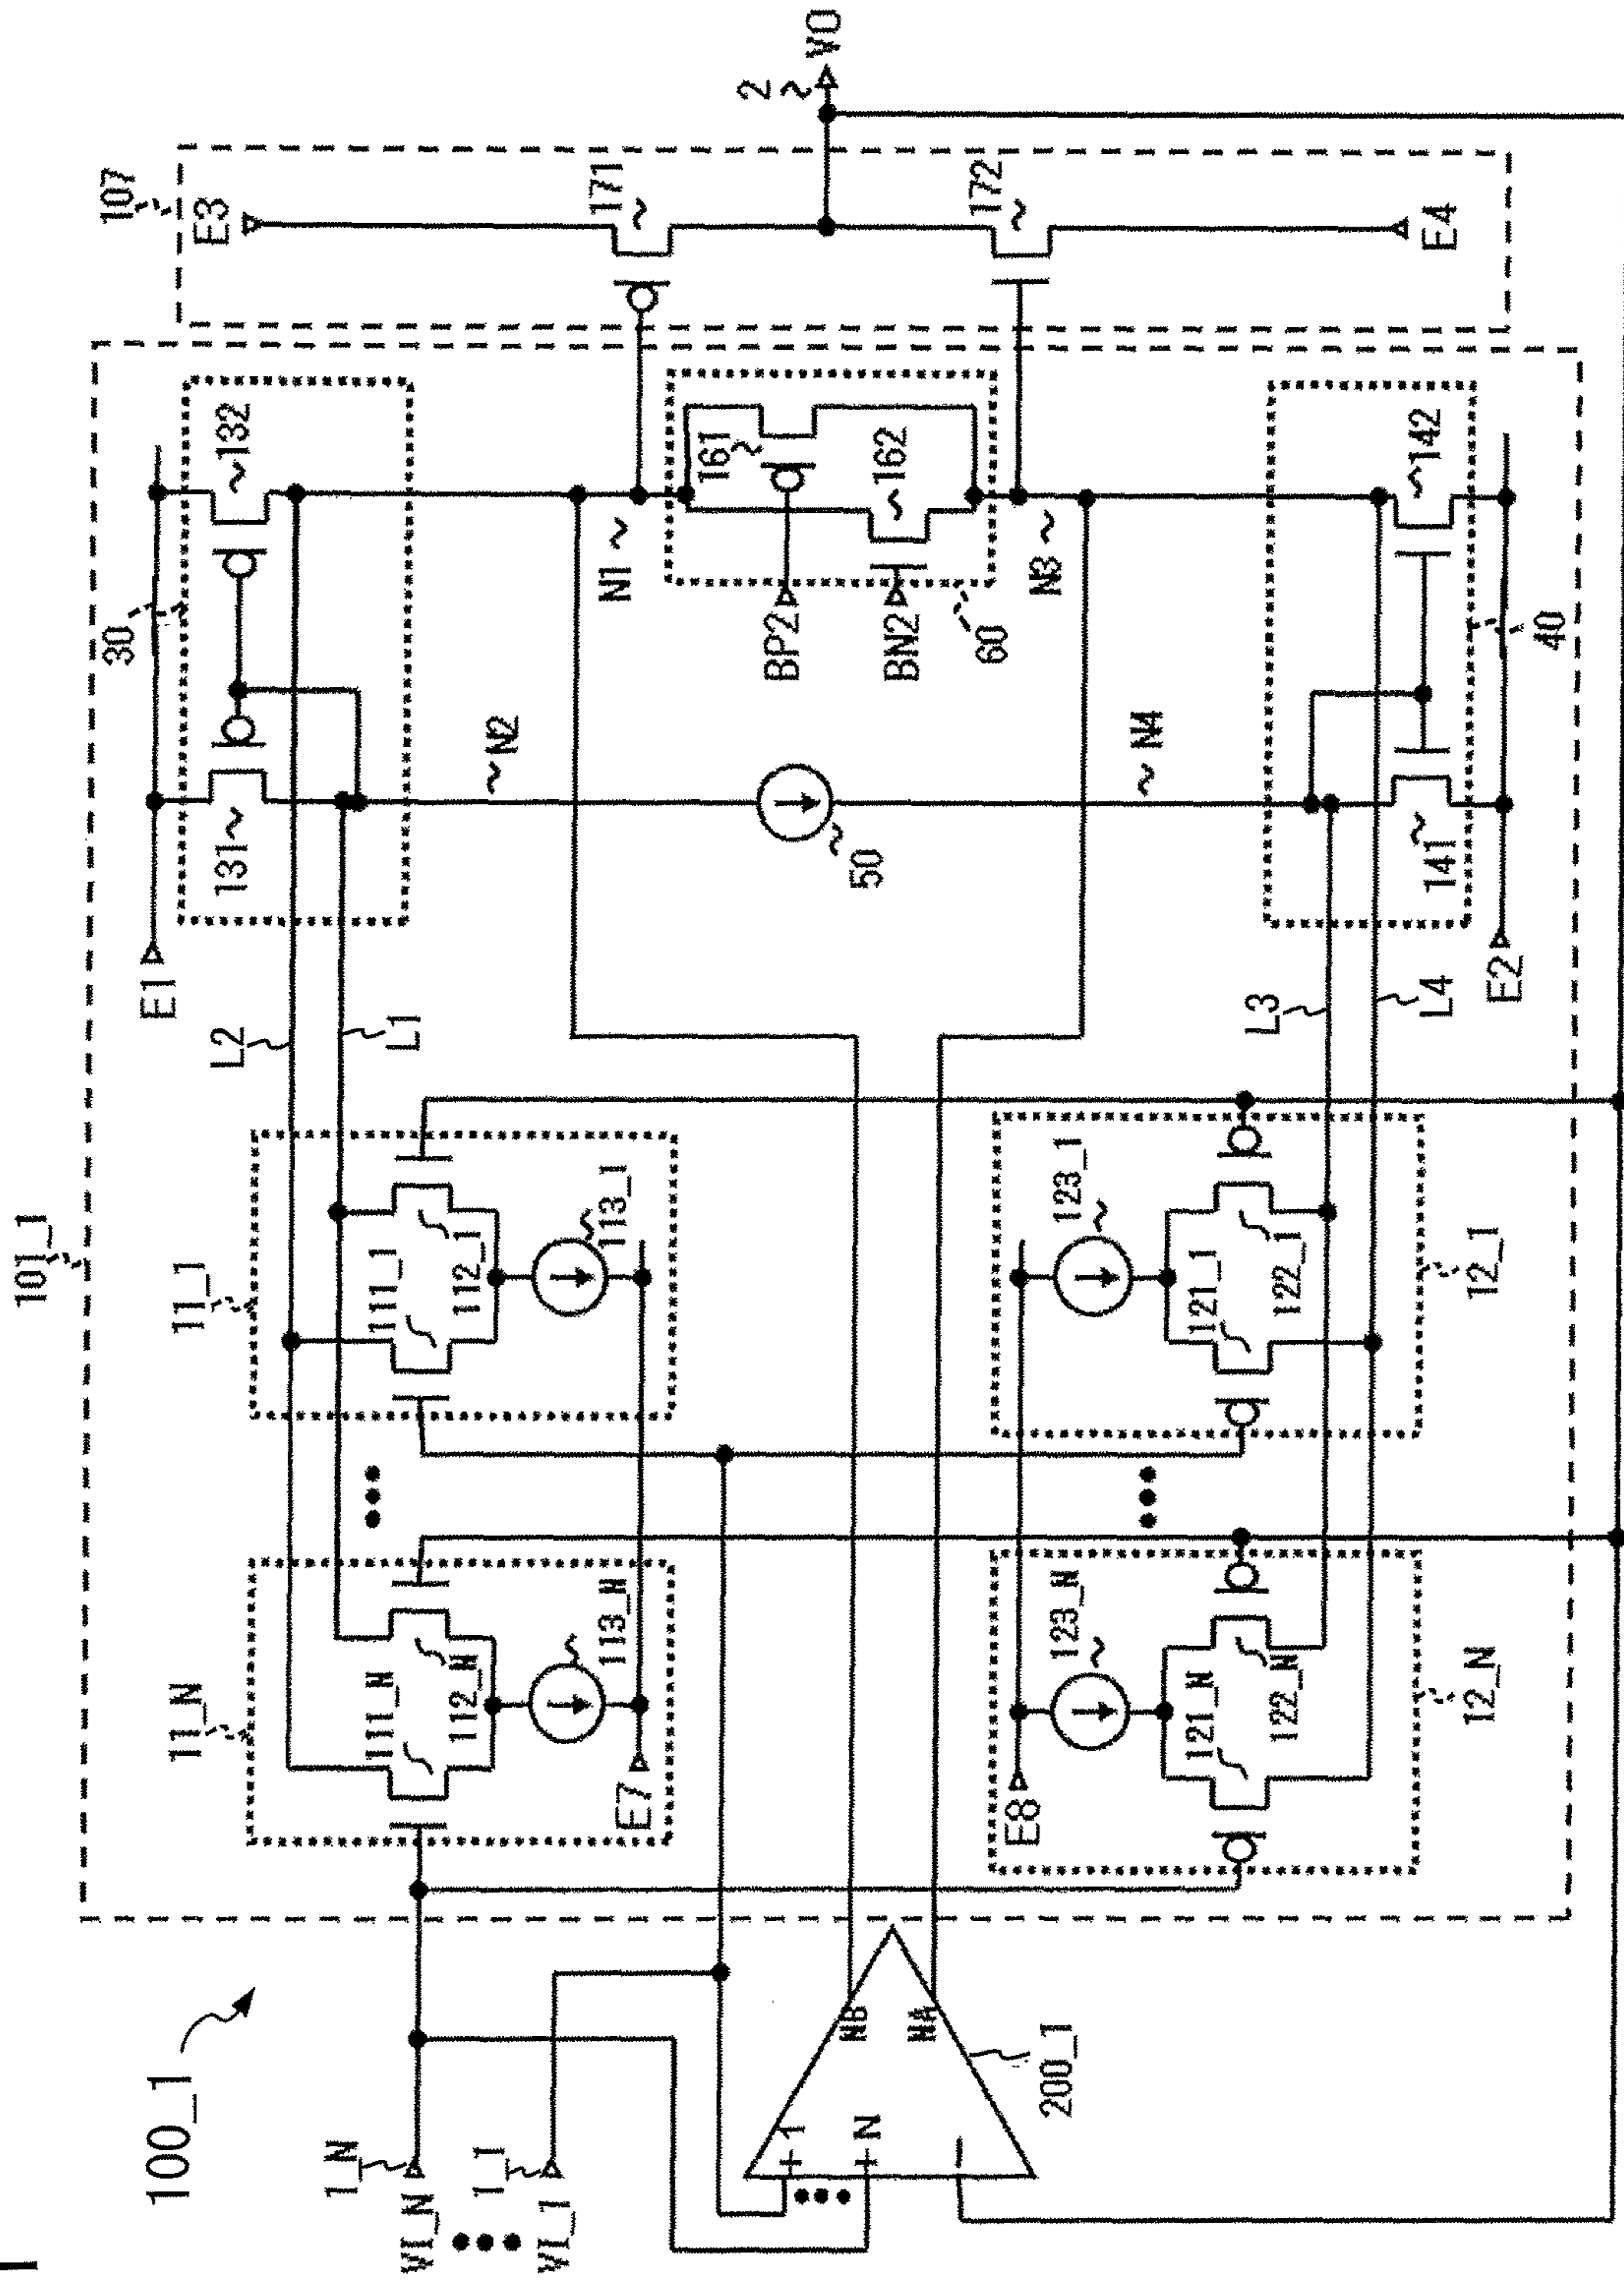 107
E3
171
2
VO
172
E4
30
132
N1
161
162
BP2
BN2
60
N3
142
40
131
N2
50
N4
141
E1
L2
L1
L3
L4
E2
101_1
11_1
111_1
112_1
113_1
123_1
121_1
122_1
12_1
11_N
111_N
112_N
113_N
E7
E8
123_N
121_N
122_N
12_N
100_1
1_N
1_1
VI_N
VI_1
NB
NA
+1
+N
−
200_1